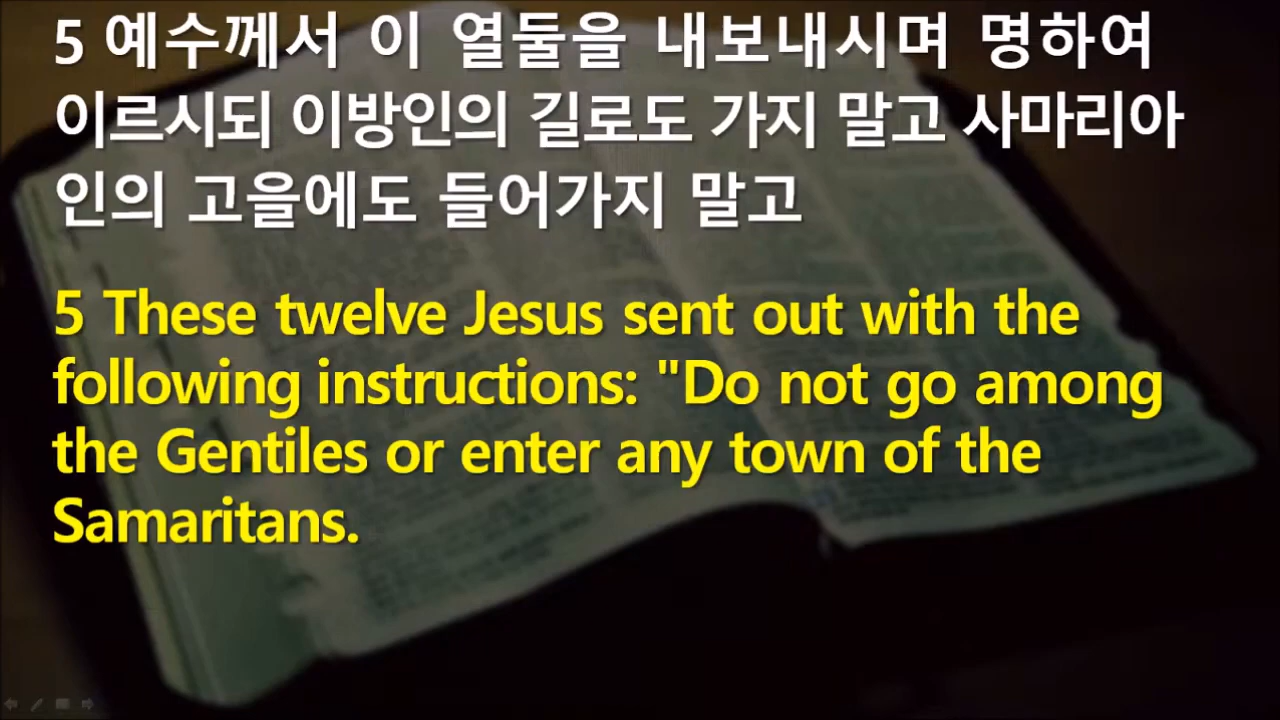 5 예수께서 이 열둘을 내보내시며 명하여
이르시되 이방인의 길로도 가지 말고 사마리아
인의 고을에도 들어가지 말고
5 These twelve Jesus sent out with the
following instructions: "Do not go among
the Gentiles or enter any town of the
Samaritans.